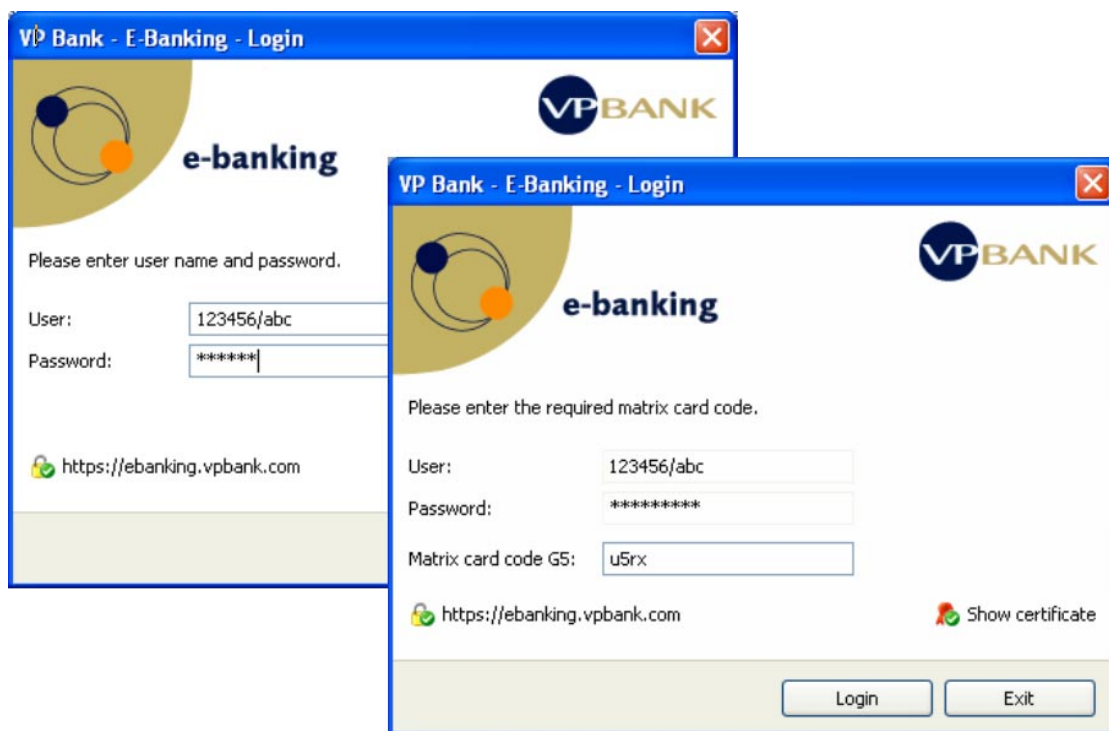 VP Bank - E-Banking - Login
VPBANK
e-banking
Please enter user name and password.
User: 123456/abc
Password: ******
https://ebanking.vpbank.com
VP Bank - E-Banking - Login
VPBANK
e-banking
Please enter the required matrix card code.
User: 123456/abc
Password: *********
Matrix card code G5: u5rx
https://ebanking.vpbank.com Show certificate
Login Exit